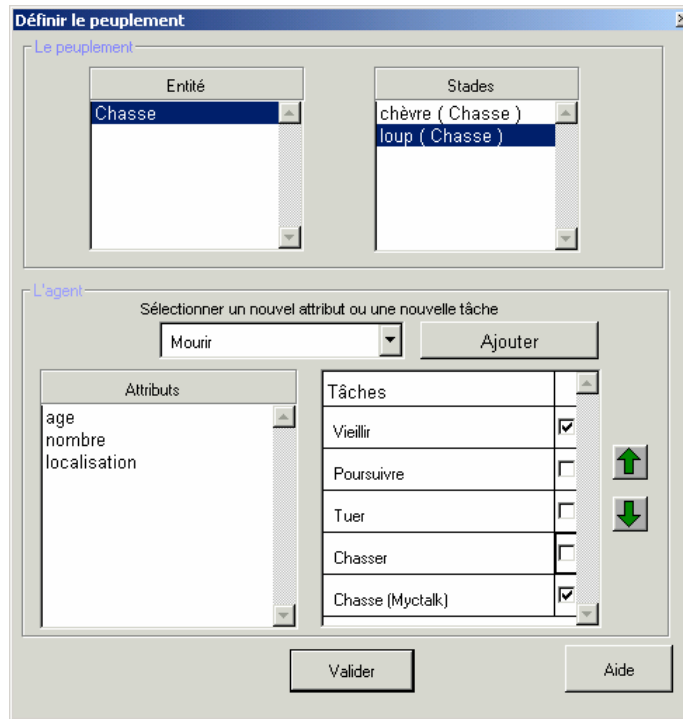 Définir le peuplement
Le peuplement
Entité
Stades
Chasse
chèvre ( Chasse )
loup ( Chasse )
L'agent
Sélectionner un nouvel attribut ou une nouvelle tâche
Mourir
Ajouter
Attributs
Tâches
age
nombre
localisation
Vieillir
Poursuivre
Tuer
Chasser
Chasse (Myctalk)
Valider
Aide